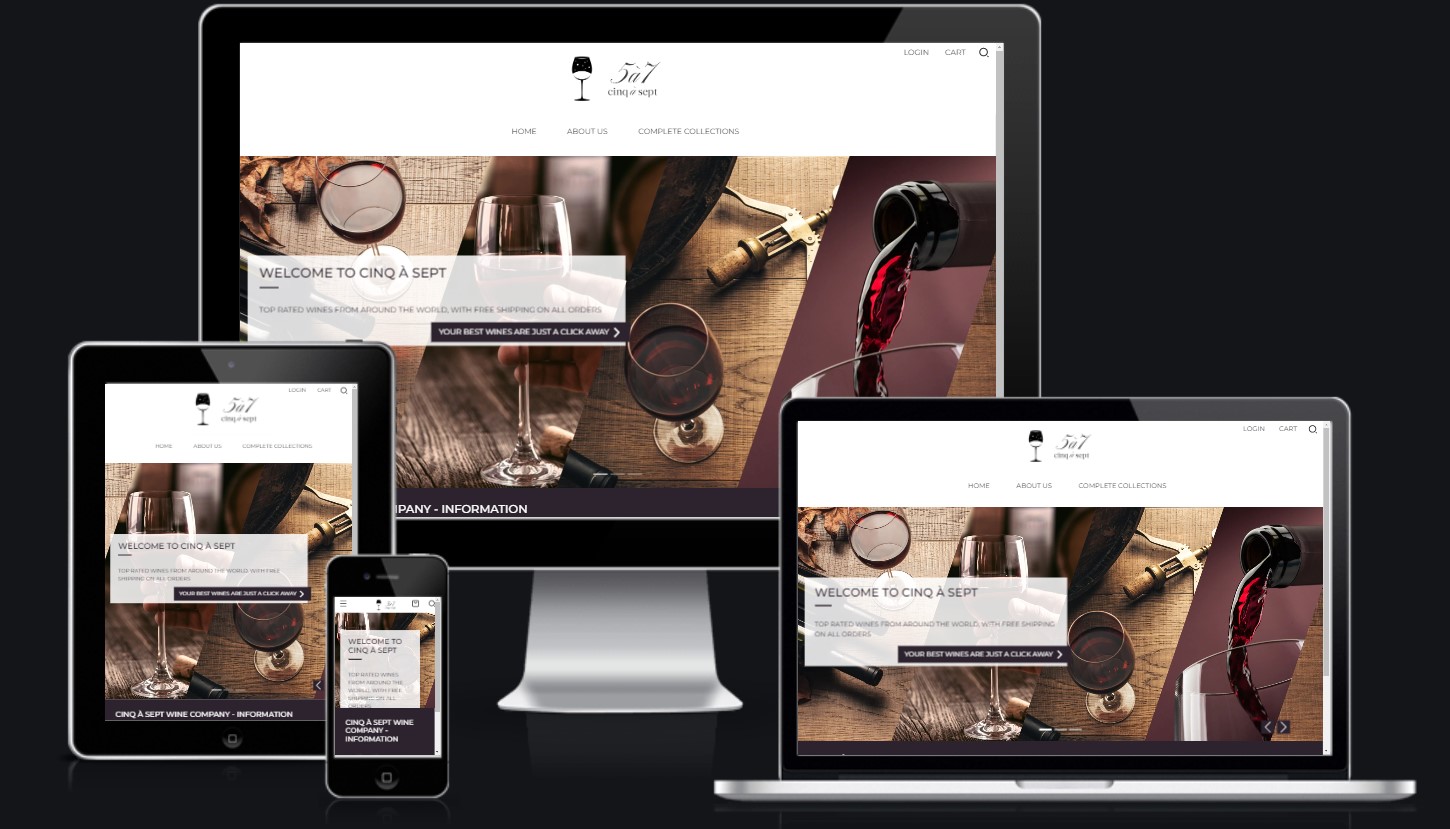 LOGIN CART
5à7
cinq à sept
HOME ABOUT US COMPLETE COLLECTIONS
WELCOME TO CINQ À SEPT
TOP RATED WINES FROM AROUND THE WORLD, WITH FREE SHIPPING ON ALL ORDERS
YOUR BEST WINES ARE JUST A CLICK AWAY
PANY - INFORMATION
LOGIN CART
5à7
cinq à sept
HOME ABOUT US COMPLETE COLLECTIONS
WELCOME TO CINQ À SEPT
TOP RATED WINES FROM AROUND THE WORLD, WITH FREE
SHIPPING ON ALL ORDERS
YOUR BEST WINES ARE JUST A CLICK AWAY
CINQ À SEPT WINE COMPANY - INFORMATION
WELCOME TO
CINQ À SEPT
TOP RATED WINES
FROM AROUND THE
WORLD, WITH FREE
SHIPPING ON ALL
ORDERS
CINQ À SEPT WINE
COMPANY -
INFORMATION
LOGIN CART
5à7
cinq à sept
HOME ABOUT US COMPLETE COLLECTIONS
WELCOME TO CINQ À SEPT
TOP RATED WINES FROM AROUND THE WORLD, WITH FREE SHIPPING
ON ALL ORDERS
YOUR BEST WINES ARE JUST A CLICK AWAY